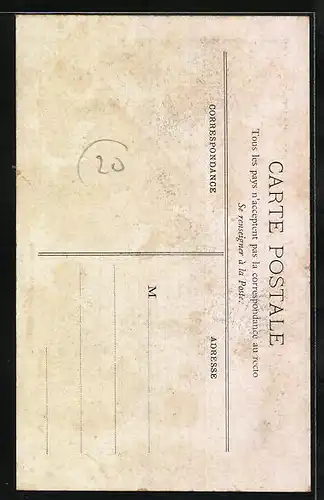 CARTE POSTALE
Tous les pays n'acceptent pas la correspondance au recto
Se renseigner à la Poste.
CORRESPONDANCE
ADRESSE
M
20